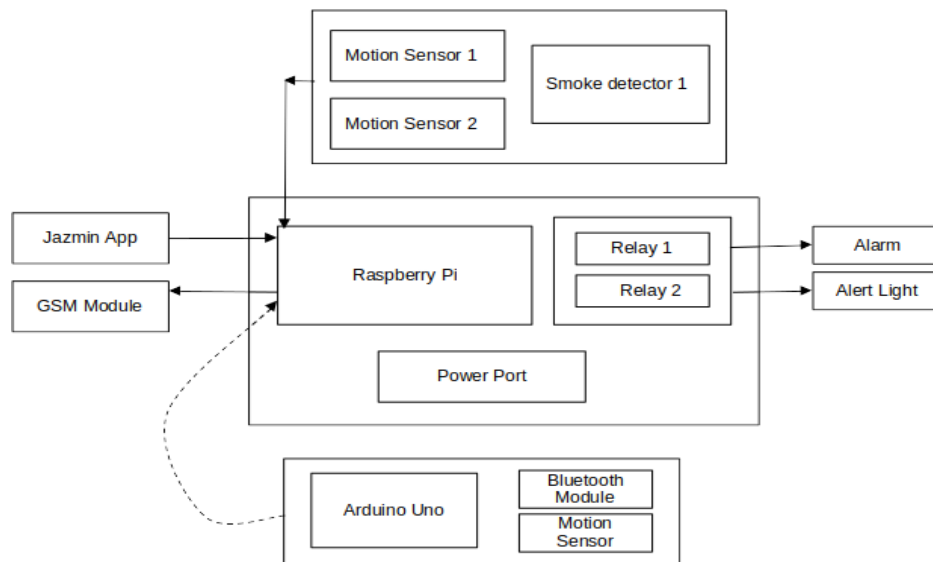 Motion Sensor 1
Smoke detector 1
Motion Sensor 2
Jazmin App
Raspberry Pi
Relay 1
Alarm
GSM Module
Relay 2
Alert Light
Power Port
Arduino Uno
Bluetooth
Module
Motion
Sensor